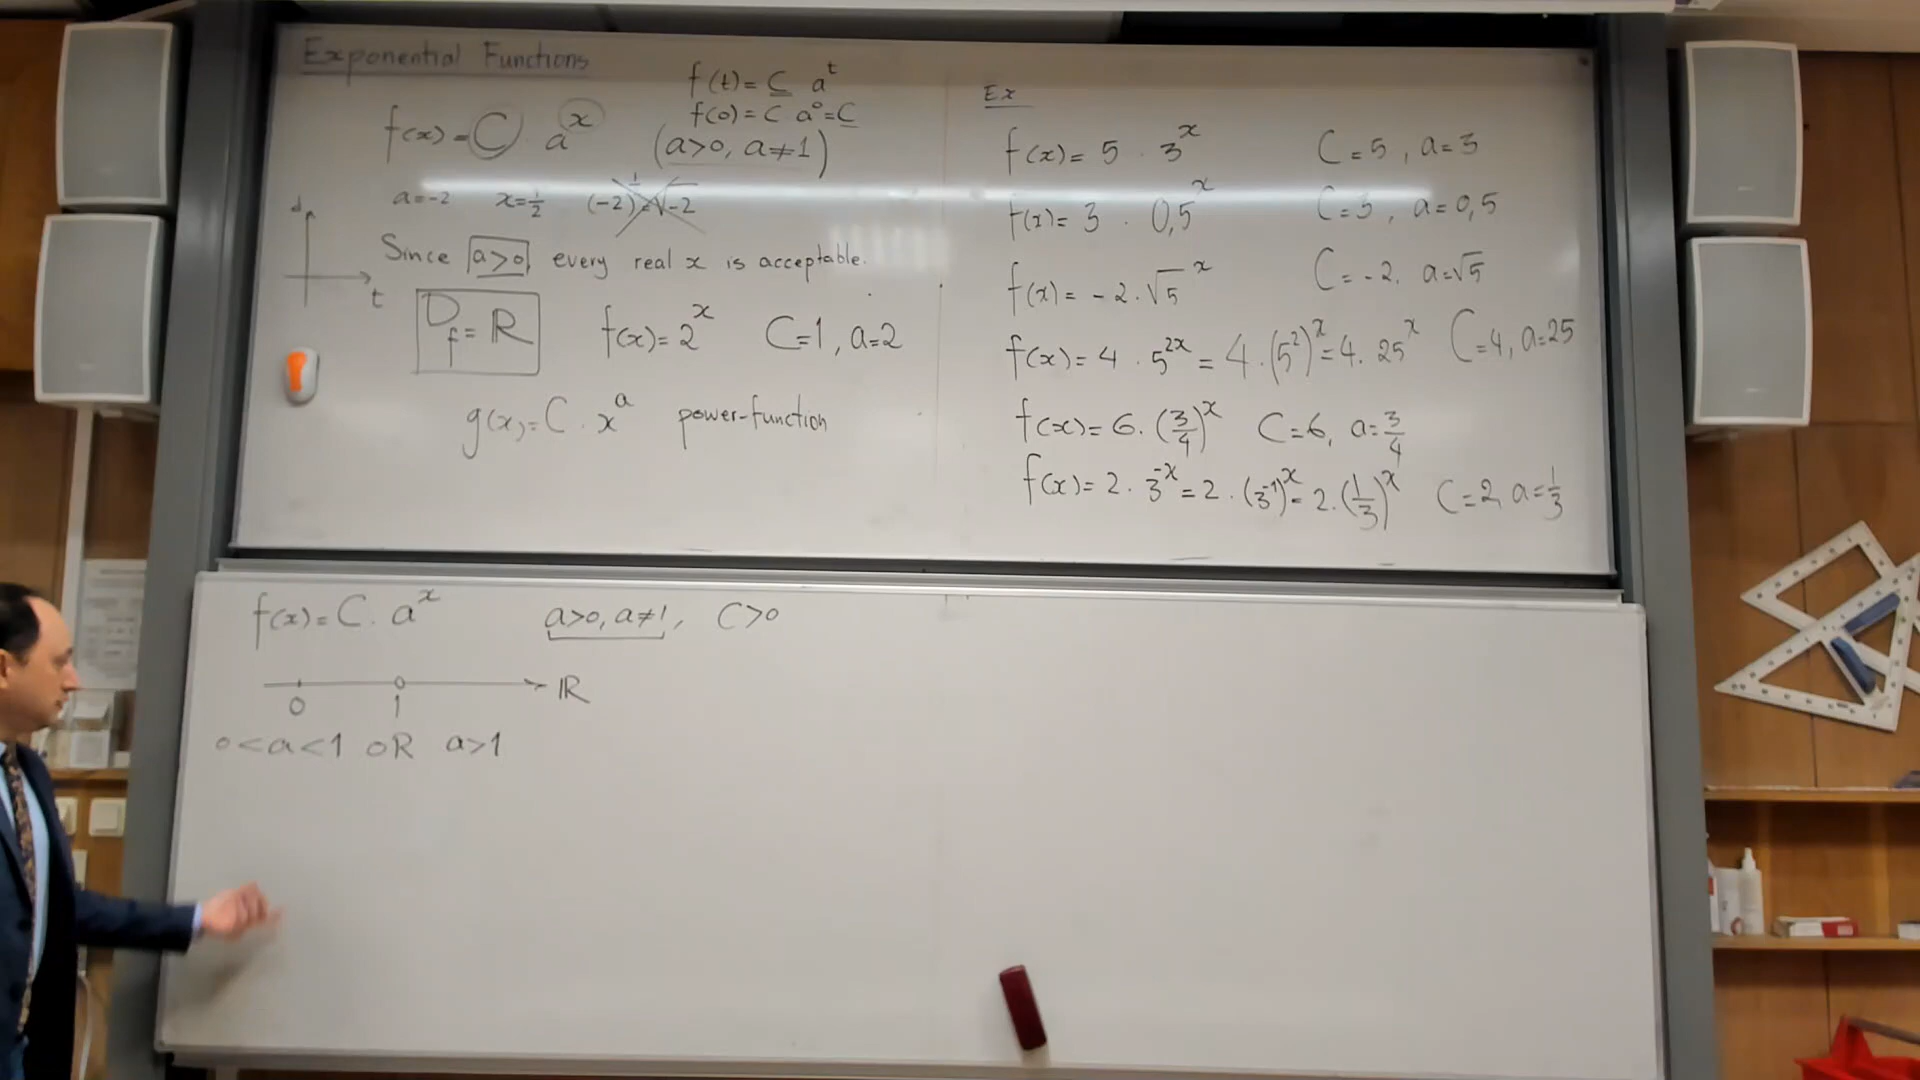 Exponential Functions
f(t) = C a^t
f(0) = C a^0 = C
f(x) = C . a^x (a>0, a≠1)
a=-2 x=1/2 (-2)^1/2 = √-2
Since a>0, every real x is acceptable.
t
D_f = ℝ f(x) = 2^x C=1, a=2
g(x) = C . x^a power-function
Ex
f(x) = 5 . 3^x C=5, a=3
f(x) = 3 . 0,5^x C=3, a=0,5
f(x) = -2 . √5^x C=-2, a=√5
f(x) = 4 . 5^2x = 4 . (5^2)^x = 4 . 25^x C=4, a=25
f(x) = 6 . (3/4)^x C=6, a=3/4
f(x) = 2 . 3^-x = 2 . (3^-1)^x = 2 . (1/3)^x C=2, a=1/3
f(x) = C . a^x a>0, a≠1, C>0
0 1 ℝ
0<a<1 OR a>1